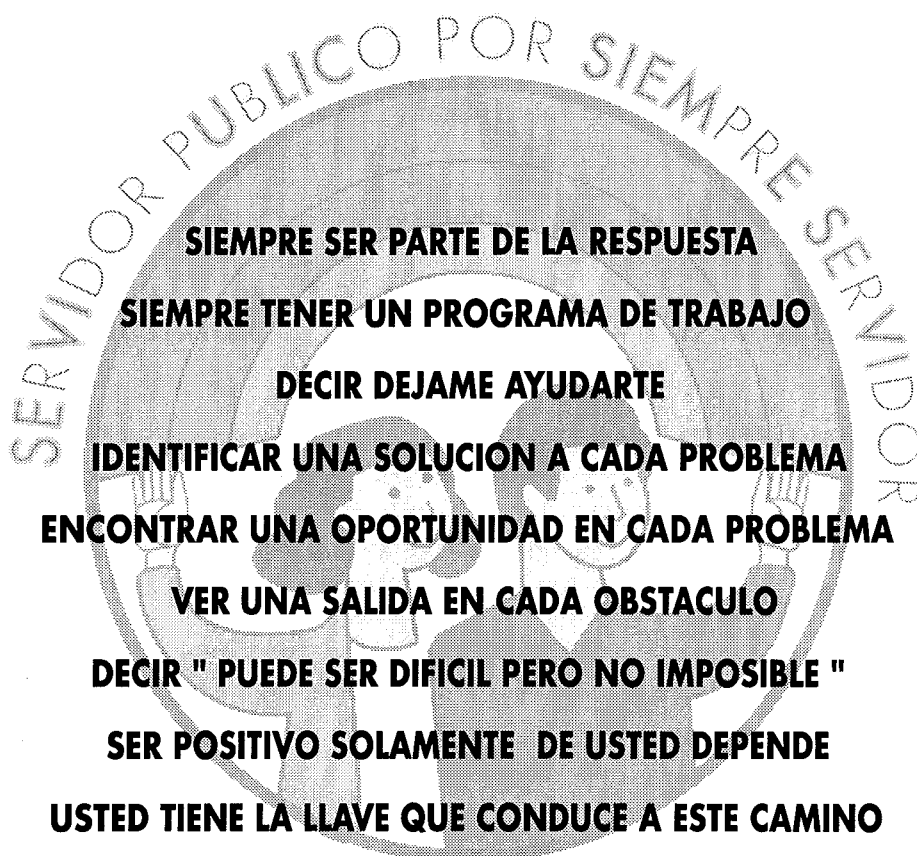 SERVIDOR PUBLICO POR SIEMPRE SERVIDOR
SIEMPRE SER PARTE DE LA RESPUESTA
SIEMPRE TENER UN PROGRAMA DE TRABAJO
DECIR DEJAME AYUDARTE
IDENTIFICAR UNA SOLUCION A CADA PROBLEMA
ENCONTRAR UNA OPORTUNIDAD EN CADA PROBLEMA
VER UNA SALIDA EN CADA OBSTACULO
DECIR " PUEDE SER DIFICIL PERO NO IMPOSIBLE "
SER POSITIVO SOLAMENTE DE USTED DEPENDE
USTED TIENE LA LLAVE QUE CONDUCE A ESTE CAMINO